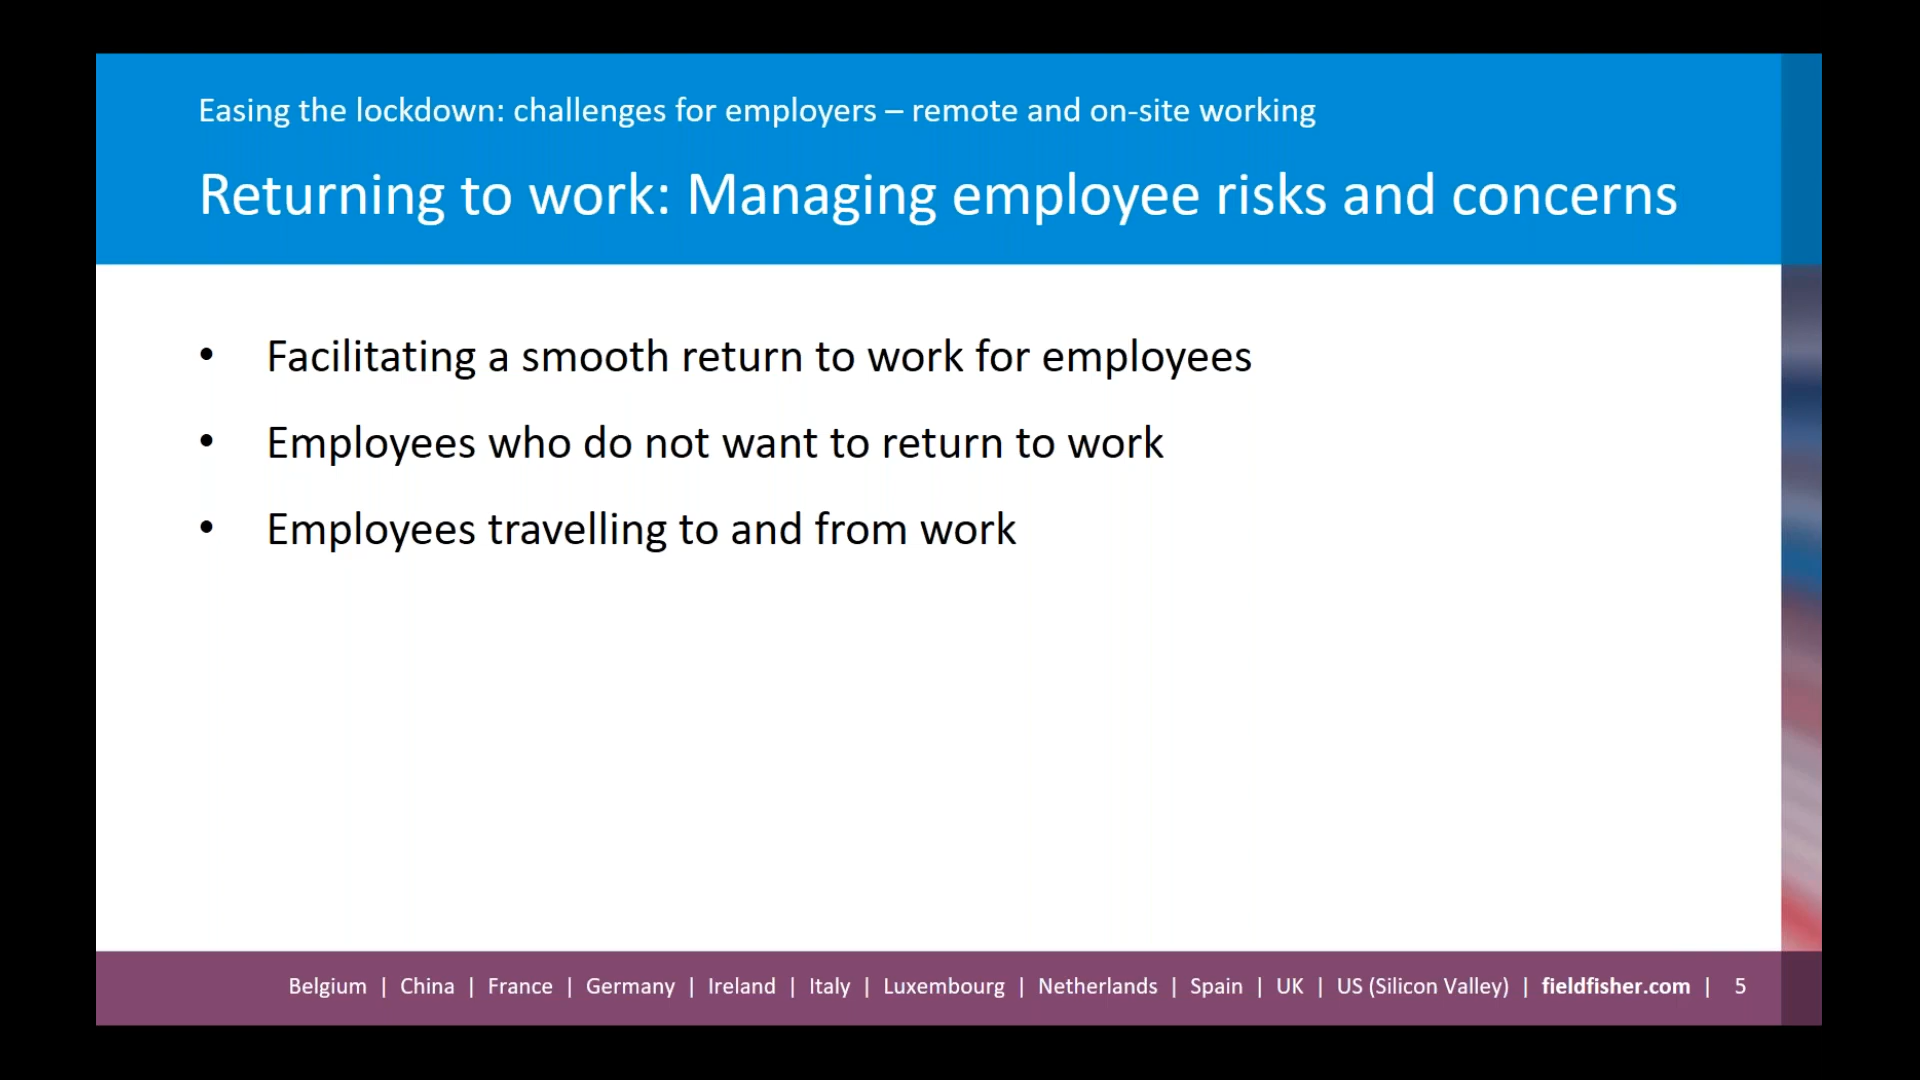 Easing the lockdown: challenges for employers – remote and on-site working
Returning to work: Managing employee risks and concerns
• Facilitating a smooth return to work for employees
• Employees who do not want to return to work
• Employees travelling to and from work
Belgium | China | France | Germany | Ireland | Italy | Luxembourg | Netherlands | Spain | UK | US (Silicon Valley) | fieldfisher.com | 5